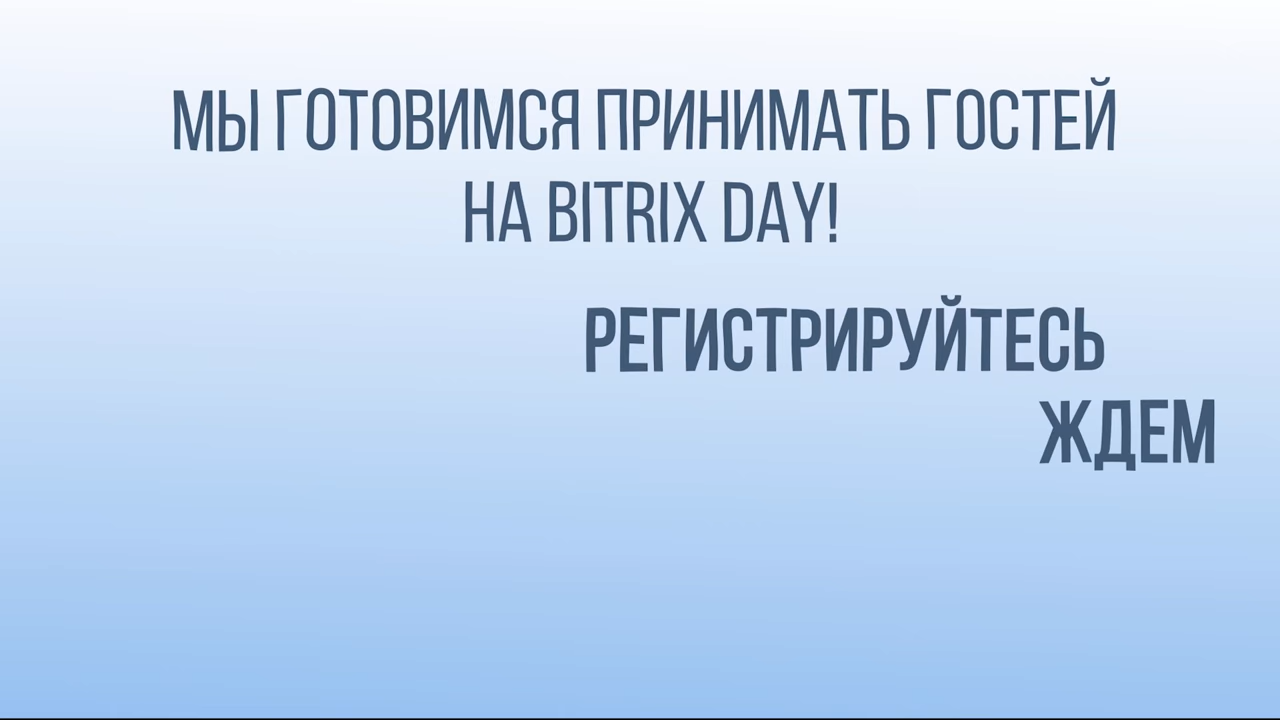 МЫ ГОТОВИМСЯ ПРИНИМАТЬ ГОСТЕЙ
НА BITRIX DAY!
РЕГИСТРИРУЙТЕСЬ
ЖДЕМ